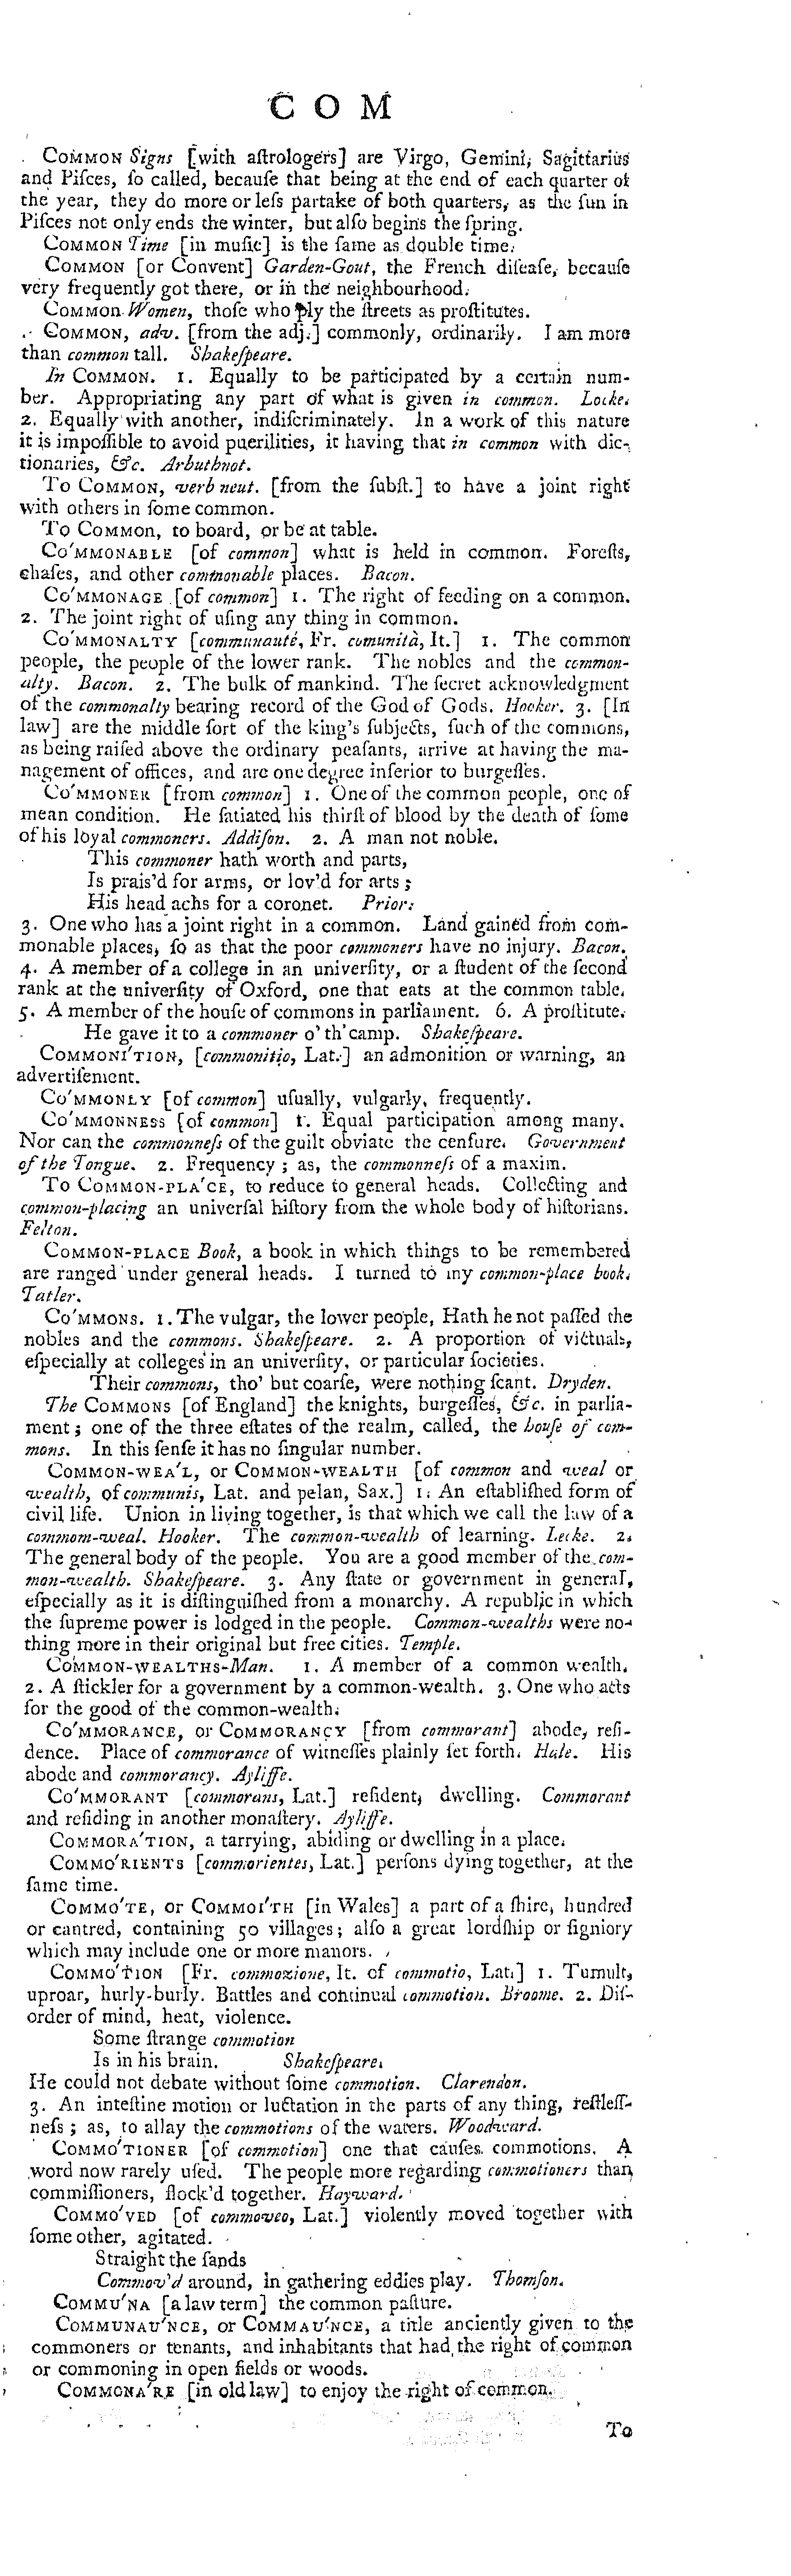 C O M
COMMON Signs [with aſtrologers] are Virgo, Gemini, Sagittarius
and Piſces, ſo called, becauſe that being at the end of each quarter of
the year, they do more or leſs partake of both quarters, as the ſun in
Piſces not only ends the winter, but alſo begins the ſpring.
COMMON Time [in muſic] is the ſame as double time.
COMMON [or Convent] Garden-Gout, the French diſeaſe, becauſe
very frequently got there, or in the neighbourhood.
COMMON Women, thoſe who ply the ſtreets as proſtitutes.
COMMON, adv. [from the adj.] commonly, ordinarily. I am more
than common tall. Shakeſpeare.
In COMMON. 1. Equally to be participated by a certain num-
ber. Appropriating any part of what is given in common. Locke.
2. Equally with another, indiſcriminately. In a work of this nature
it is impoſſible to avoid puerilities, it having that in common with dic-
tionaries, &c. Arbuthnot.
To COMMON, verb neut. [from the ſubſt.] to have a joint right
with others in ſome common.
To COMMON, to board, or be at table.
CO'MMONABLE [of common] what is held in common. Foreſts,
chaſes, and other commonable places. Bacon.
CO'MMONAGE [of common] 1. The right of feeding on a common.
2. The joint right of uſing any thing in common.
CO'MMONALTY [communauté, Fr. comunità, It.] 1. The common
people, the people of the lower rank. The nobles and the common-
alty. Bacon. 2. The bulk of mankind. The ſecret acknowledgment
of the commonalty bearing record of the God of Gods. Hooker. 3. [In
law] are the middle ſort of the king's ſubjects, ſuch of the commons,
as being raiſed above the ordinary peaſants, arrive at having the ma-
nagement of offices, and are one degree inferior to burgeſſes.
CO'MMONER [from common] 1. One of the common people, one of
mean condition. He ſatiated his thirſt of blood by the death of ſome
of his loyal commoners. Addiſon. 2. A man not noble.
This commoner hath worth and parts,
Is prais'd for arms, or lov'd for arts;
His head achs for a coronet. Prior.
3. One who has a joint right in a common. Land gained from com-
monable places, ſo as that the poor commoners have no injury. Bacon.
4. A member of a college in an univerſity, or a ſtudent of the ſecond
rank at the univerſity of Oxford, one that eats at the common table.
5. A member of the houſe of commons in parliament. 6. A proſtitute.
He gave it to a commoner o' th' camp. Shakeſpeare.
COMMONI'TION, [commonitio, Lat.] an admonition or warning, an
advertiſement.
CO'MMONLY [of common] uſually, vulgarly, frequently.
CO'MMONNESS [of common] 1. Equal participation among many.
Nor can the commonneſs of the guilt obviate the cenſure. Government
of the Tongue. 2. Frequency; as, the commonneſs of a maxim.
To COMMON-PLA'CE, to reduce to general heads. Collecting and
common-placing an univerſal hiſtory from the whole body of hiſtorians.
Felton.
COMMON-PLACE Book, a book in which things to be remembered
are ranged under general heads. I turned to my common-place book.
Tatler.
CO'MMONS. 1. The vulgar, the lower people, Hath he not paſſed the
nobles and the commons. Shakeſpeare. 2. A proportion of victuals,
eſpecially at colleges in an univerſity, or particular ſocieties.
Their commons, tho' but coarſe, were nothing ſcant. Dryden.
The COMMONS [of England] the knights, burgeſſes, &c. in parlia-
ment; one of the three eſtates of the realm, called, the houſe of com-
mons. In this ſenſe it has no ſingular number.
COMMON-WEA'L, or COMMON-WEALTH [of common and weal or
wealth, of communis, Lat. and pelan, Sax.] 1. An eſtabliſhed form of
civil life. Union in living together, is that which we call the law of a
commom-weal. Hooker. The common-wealth of learning. Locke. 2.
The general body of the people. You are a good member of the com-
mon-wealth. Shakeſpeare. 3. Any ſtate or government in general,
eſpecially as it is diſtinguiſhed from a monarchy. A republic in which
the ſupreme power is lodged in the people. Common-wealths were no-
thing more in their original but free cities. Temple.
COMMON-WEALTHS-Man. 1. A member of a common wealth.
2. A ſtickler for a government by a common-wealth. 3. One who acts
for the good of the common-wealth.
CO'MMORANCE, or COMMORANCY [from commorant] abode, reſi-
dence. Place of commorance of witneſſes plainly ſet forth. Hale. His
abode and commorancy. Ayliffe.
CO'MMORANT [commorans, Lat.] reſident, dwelling. Commorant
and reſiding in another monaſtery. Ayliffe.
COMMORA'TION, a tarrying, abiding or dwelling in a place.
COMMO'RIENTS [commorientes, Lat.] perſons dying together, at the
ſame time.
COMMO'TE, or COMMOI'TH [in Wales] a part of a ſhire, hundred
or cantred, containing 50 villages; alſo a great lordſhip or ſigniory
which may include one or more manors.
COMMO'TION [Fr. commozione, It. of commotio, Lat.] 1. Tumult,
uproar, hurly-burly. Battles and continual commotion. Broome. 2. Diſ-
order of mind, heat, violence.
Some ſtrange commotion
Is in his brain. Shakeſpeare.
He could not debate without ſome commotion. Clarendon.
3. An inteſtine motion or luctation in the parts of any thing, reſtleſſ-
neſs; as, to allay the commotions of the waters. Woodward.
COMMO'TIONER [of commotion] one that cauſes commotions. A
word now rarely uſed. The people more regarding commotioners than
commiſſioners, flock'd together. Hayward.
COMMO'VED [of commoveo, Lat.] violently moved together with
ſome other, agitated.
Straight the ſands
Commov'd around, in gathering eddies play. Thomſon.
COMMU'NA [a law term] the common paſture.
COMMUNAU'NCE, or COMMAU'NCE, a title anciently given to the
commoners or tenants, and inhabitants that had the right of common
or commoning in open fields or woods.
COMMONA'RE [in old law] to enjoy the right of common.
To